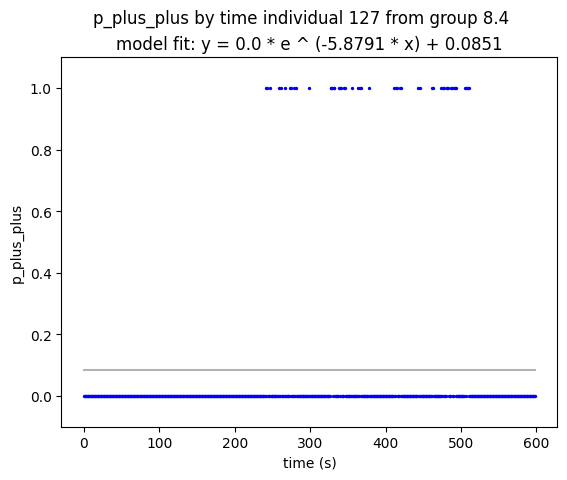 p_plus_plus by time individual 127 from group 8.4
model fit: y = 0.0 * e ^ (-5.8791 * x) + 0.0851
1.0
0.8
0.6
0.4
0.2
0.0
p_plus_plus
0 100 200 300 400 500 600
time (s)